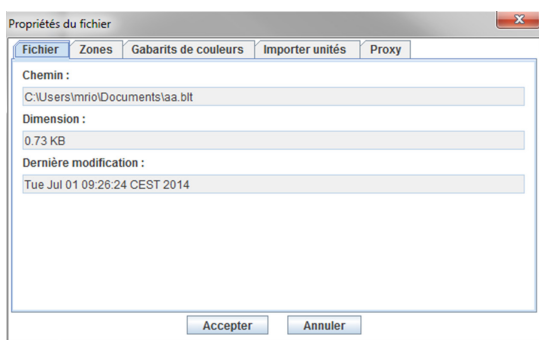 Propriétés du fichier
Fichier Zones Gabarits de couleurs Importer unités Proxy
Chemin :
C:\Users\mrio\Documents\aa.blt
Dimension :
0.73 KB
Dernière modification :
Tue Jul 01 09:26:24 CEST 2014
Accepter Annuler